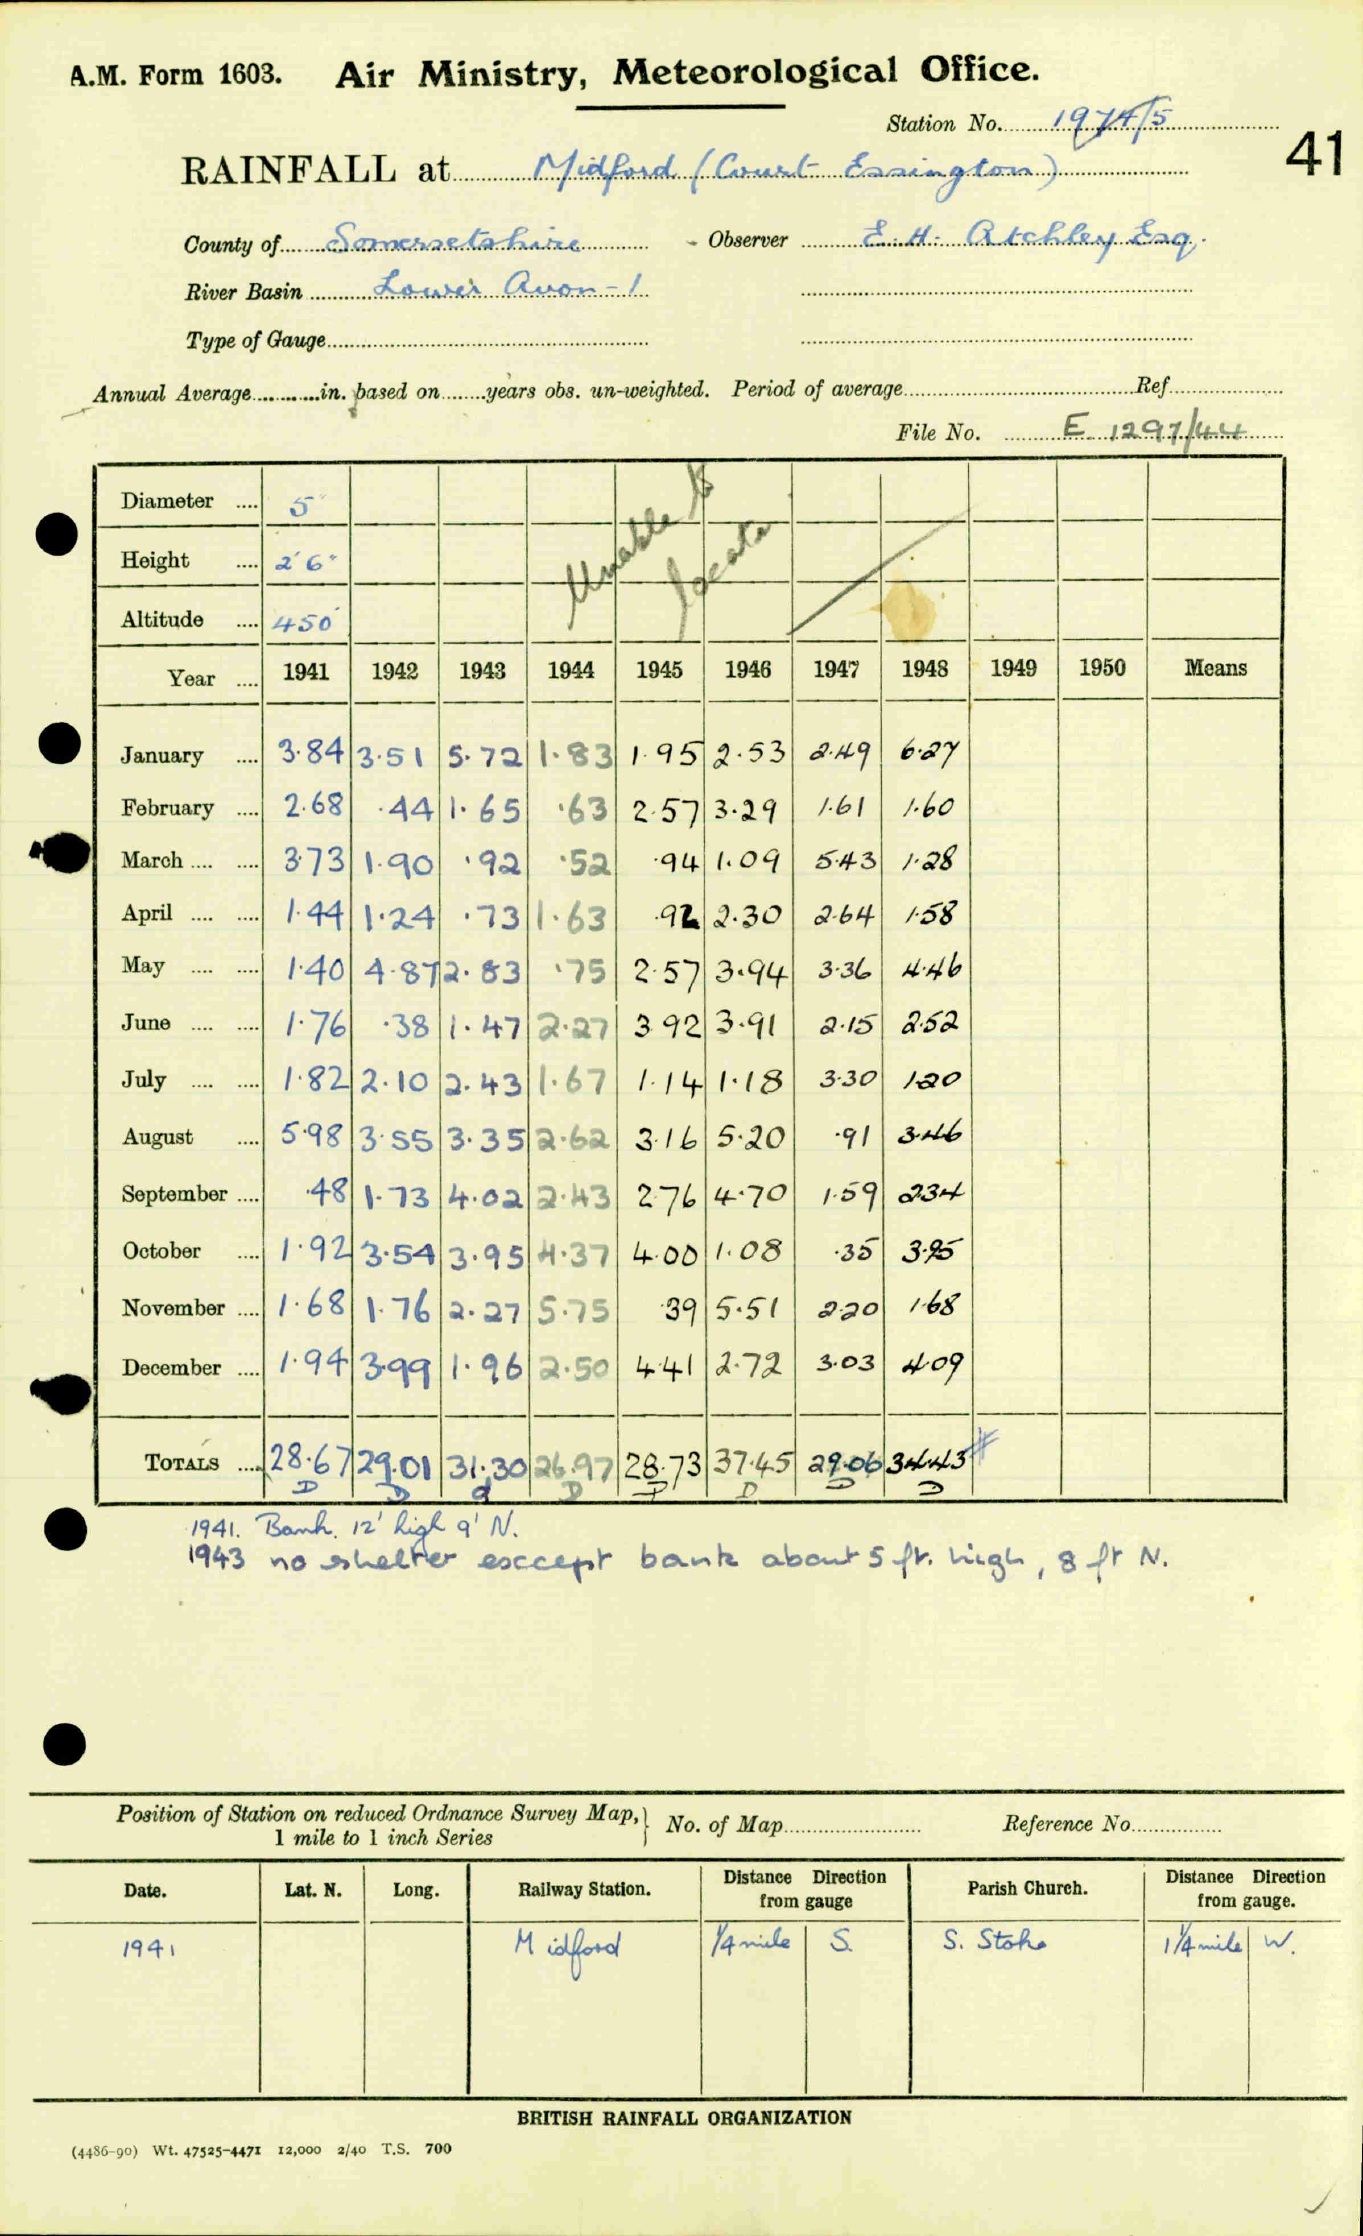 A.M. Form 1603. Air Ministry, Meteorological Office.
Station No. 1974/5
41
RAINFALL at Midford (Court Essington)
County of Somersetshire Observer E. H. Atchley Esq.
River Basin Lower Avon - 1
Type of Gauge
Annual Average in. based on years obs. un-weighted. Period of average Ref
File No. E 1297/44
Unable to locate
Diameter .... 5"
Height .... 2' 6"
Altitude .... 450'
Year .... 1941 1942 1943 1944 1945 1946 1947 1948 1949 1950 Means
January .... 3.84 3.51 5.72 1.83 1.95 2.53 2.49 6.27
February .... 2.68 .44 1.65 .63 2.57 3.29 1.61 1.60
March .... .... 3.73 1.90 .92 .52 .94 1.09 5.43 1.28
April .... .... 1.44 1.24 .73 1.63 .92 2.30 2.64 1.58
May .... .... 1.40 4.87 2.83 .75 2.57 3.94 3.36 4.46
June .... .... 1.76 .38 1.47 2.27 3.92 3.91 2.15 2.52
July .... .... 1.82 2.10 2.43 1.67 1.14 1.18 3.30 1.20
August .... 5.98 3.55 3.35 2.62 3.16 5.20 .91 3.46
September .... .48 1.73 4.02 2.43 2.76 4.70 1.59 2.34
October .... 1.92 3.54 3.95 4.37 4.00 1.08 .35 3.95
November .... 1.68 1.76 2.27 5.75 .39 5.51 2.20 1.68
December .... 1.94 3.99 1.96 2.50 4.41 2.72 3.03 4.09
TOTALS .... 28.67 29.01 31.30 26.97 28.73 37.45 29.06 34.43 #
D D d D D D D D
1941. Bank. 12' high 9' N.
1943 no shelter except bank about 5 ft. high, 8 ft N.
Position of Station on reduced Ordnance Survey Map, 1 mile to 1 inch Series } No. of Map Reference No.
Date. Lat. N. Long. Railway Station. Distance Direction from gauge Parish Church. Distance Direction from gauge.
1941 Midford 1/4 mile S. S. Stoke 1 1/4 mile W.
BRITISH RAINFALL ORGANIZATION
(4486-90) Wt. 47525-4471 12,000 2/40 T.S. 700